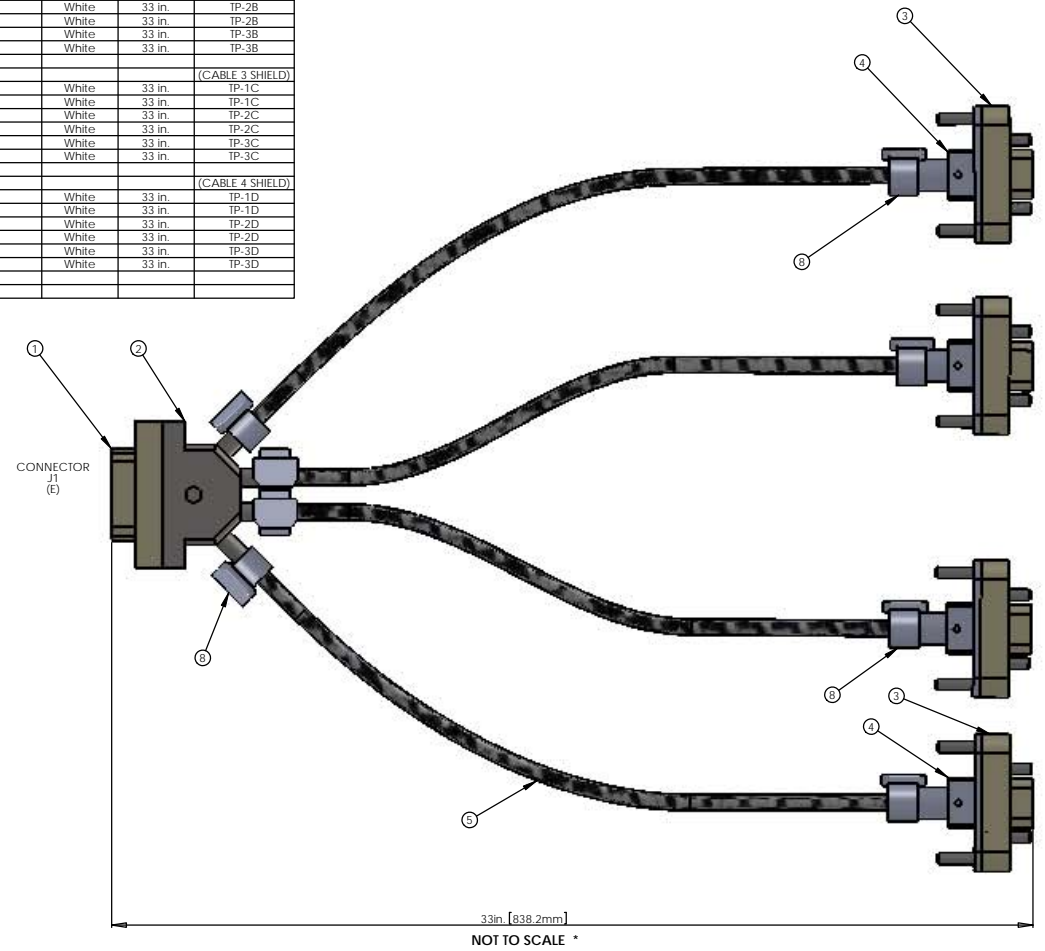 White 33 in. TP-2B
White 33 in. TP-2B
White 33 in. TP-3B
White 33 in. TP-3B
(CABLE 3 SHIELD)
White 33 in. TP-1C
White 33 in. TP-1C
White 33 in. TP-2C
White 33 in. TP-2C
White 33 in. TP-3C
White 33 in. TP-3C
(CABLE 4 SHIELD)
White 33 in. TP-1D
White 33 in. TP-1D
White 33 in. TP-2D
White 33 in. TP-2D
White 33 in. TP-3D
White 33 in. TP-3D
3
4
8
1
2
CONNECTOR
J1
(E)
8
8
3
4
5
33in. [838.2mm]
NOT TO SCALE *